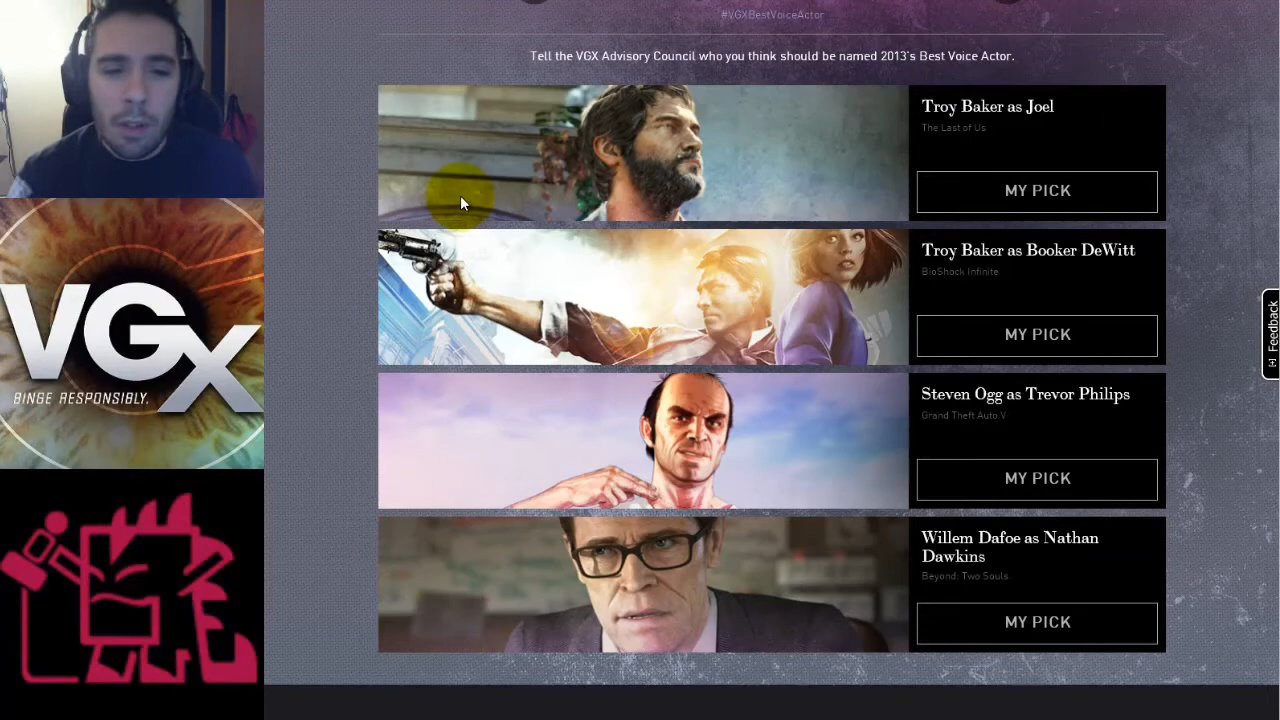 #VGXBestVoiceActor
Tell the VGX Advisory Council who you think should be named 2013's Best Voice Actor.
Troy Baker as Joel
The Last of Us
MY PICK
Troy Baker as Booker DeWitt
BioShock Infinite
MY PICK
Steven Ogg as Trevor Philips
Grand Theft Auto V
MY PICK
Willem Dafoe as Nathan
Dawkins
Beyond: Two Souls
MY PICK
VGX
BINGE RESPONSIBLY.
[+] Feedback